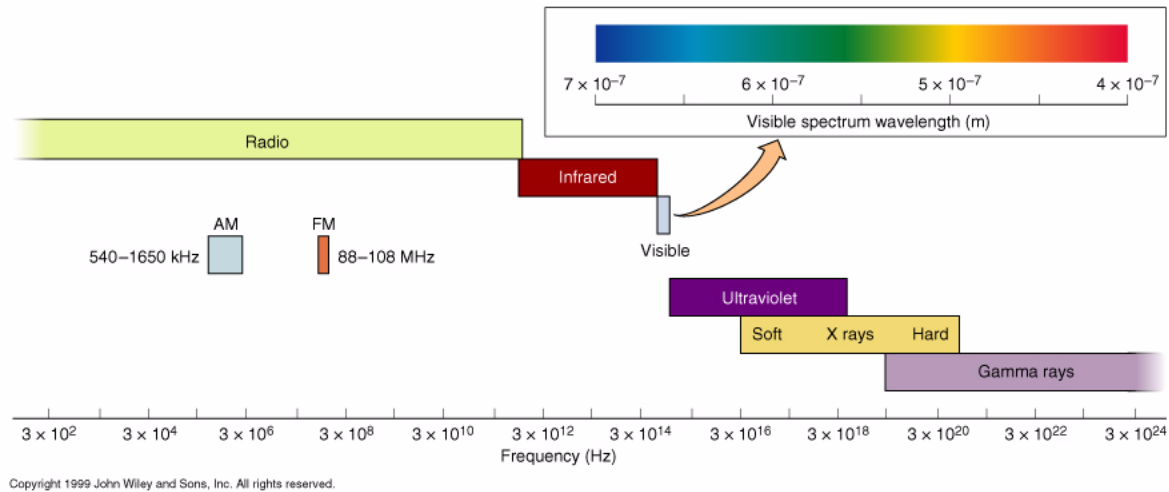 7 × 10⁻⁷ 6 × 10⁻⁷ 5 × 10⁻⁷ 4 × 10⁻⁷
Visible spectrum wavelength (m)
Radio
Infrared
AM FM
540–1650 kHz 88–108 MHz
Visible
Ultraviolet
Soft X rays Hard
Gamma rays
3 × 10² 3 × 10⁴ 3 × 10⁶ 3 × 10⁸ 3 × 10¹⁰ 3 × 10¹² 3 × 10¹⁴ 3 × 10¹⁶ 3 × 10¹⁸ 3 × 10²⁰ 3 × 10²² 3 × 10²⁴
Frequency (Hz)
Copyright 1999 John Wiley and Sons, Inc. All rights reserved.